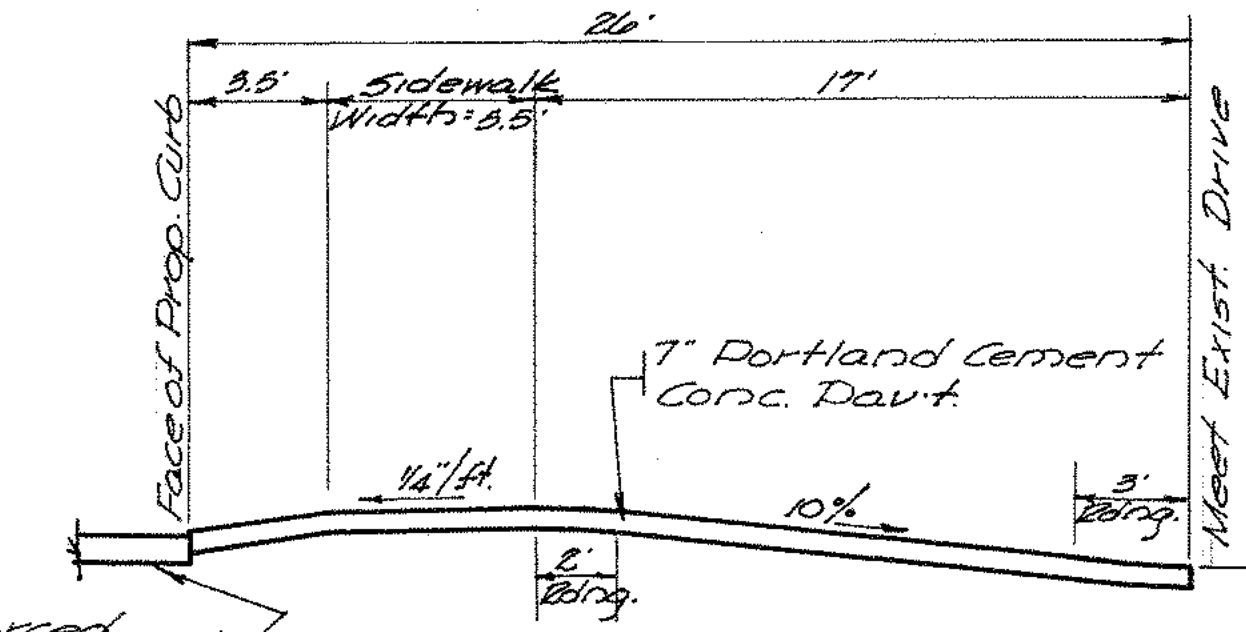 26'
3.5'
Sidewalk
Width=5.5'
17'
Face of Prop. Curb
Meet Exist. Drive
7" Portland Cement
Conc. Pav't.
1/4"/ft.
10%
3'
Rdng.
2'
Rdng.